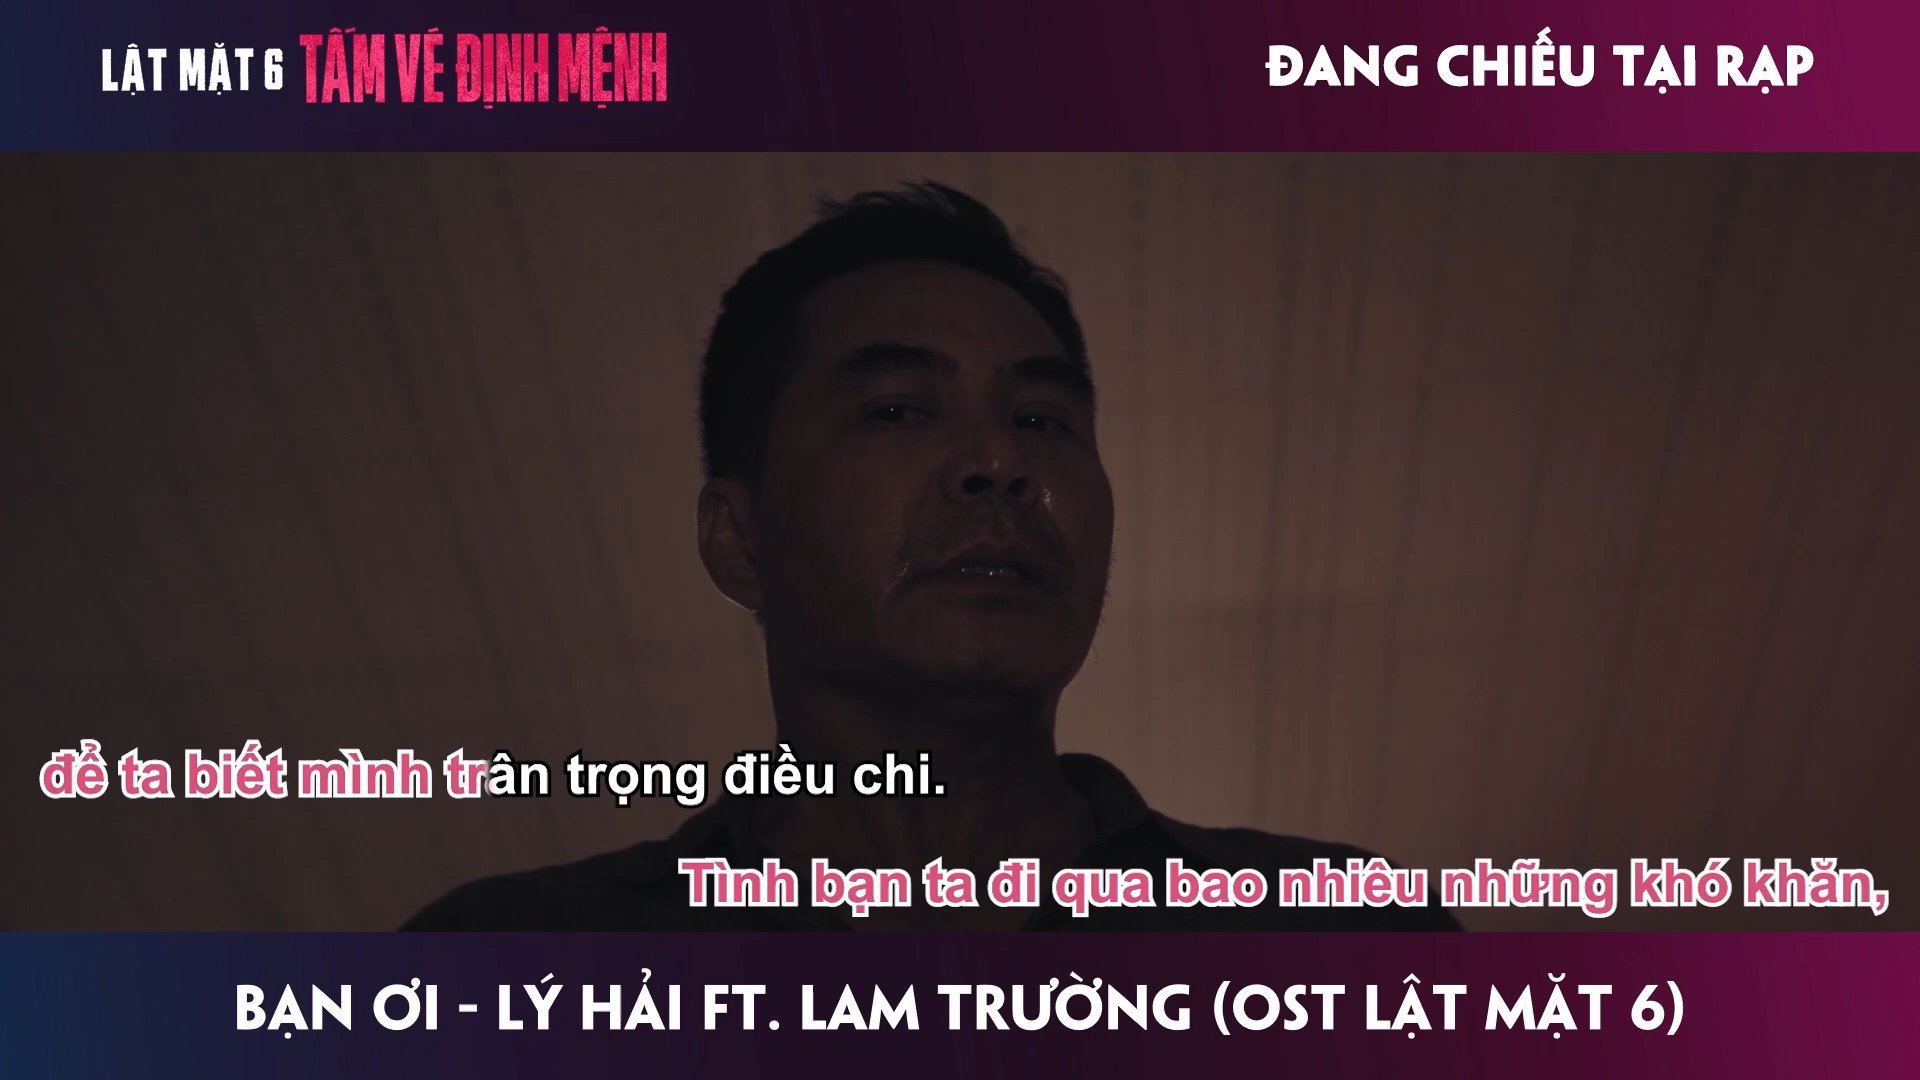 LẬT MẶT 6 TẤM VÉ ĐỊNH MỆNH
ĐANG CHIẾU TẠI RẠP
để ta biết mình trân trọng điều chi.
Tình bạn ta đi qua bao nhiêu những khó khăn,
BẠN ƠI - LÝ HẢI FT. LAM TRƯỜNG (OST LẬT MẶT 6)